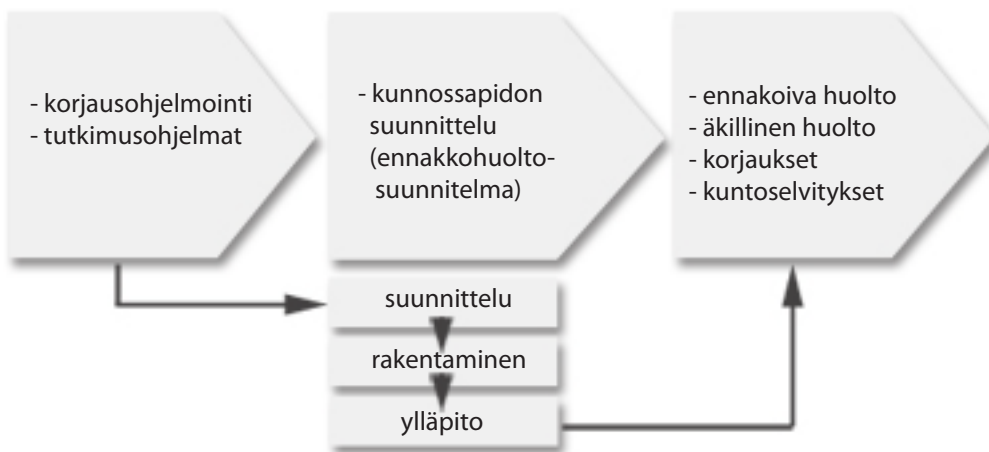 - korjausohjelmointi
- tutkimusohjelmat
- kunnossapidon
suunnittelu
(ennakkohuolto-
suunnitelma)
- ennakoiva huolto
- äkillinen huolto
- korjaukset
- kuntoselvitykset
suunnittelu
rakentaminen
ylläpito